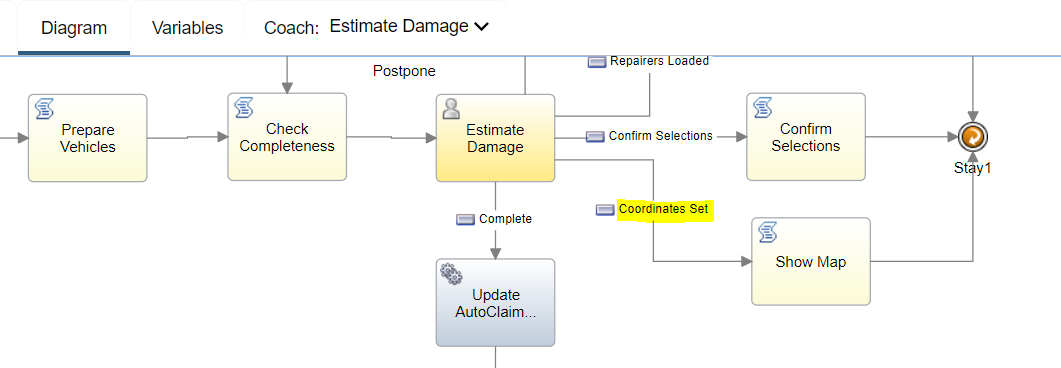 Diagram
Variables
Coach: Estimate Damage
Postpone
Repairers Loaded
Prepare
Vehicles
Check
Completeness
Estimate
Damage
Confirm Selections
Confirm
Selections
Stay1
Coordinates Set
Complete
Show Map
Update
AutoClaim...